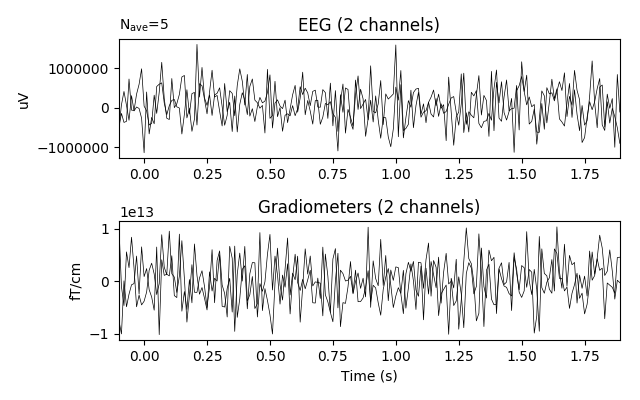 N_ave=5
EEG (2 channels)
1000000
0
−1000000
uV
0.00 0.25 0.50 0.75 1.00 1.25 1.50 1.75
1e13
Gradiometers (2 channels)
1
0
−1
fT/cm
0.00 0.25 0.50 0.75 1.00 1.25 1.50 1.75
Time (s)